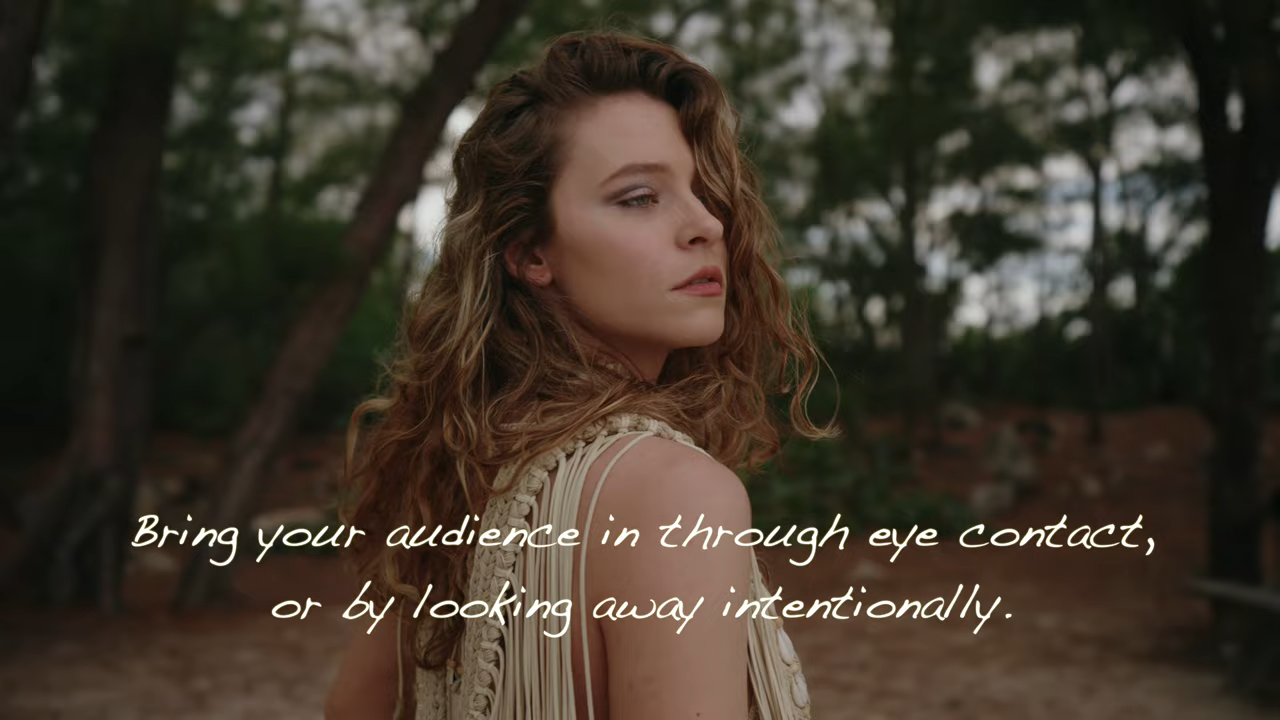 Bring your audience in through eye contact,
or by looking away intentionally.